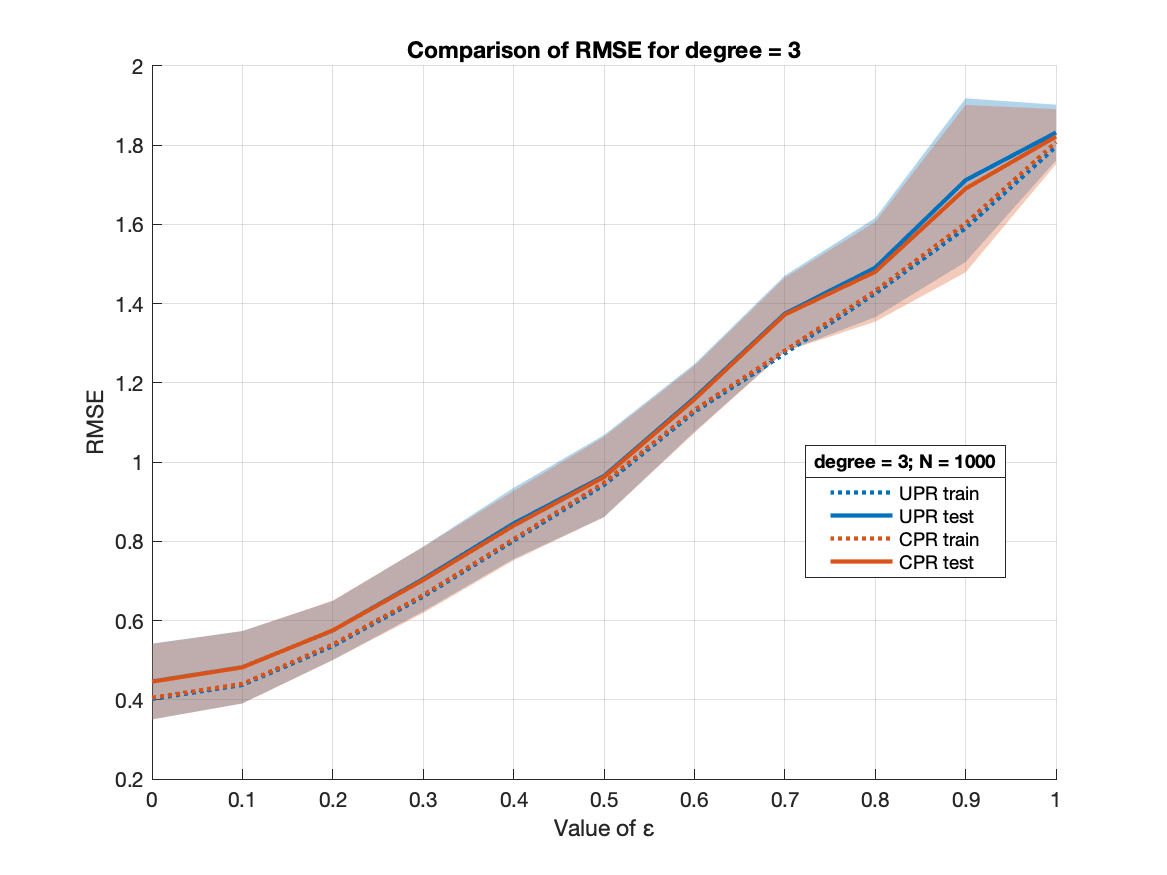 Comparison of RMSE for degree = 3
2
1.8
1.6
1.4
1.2
1
0.8
0.6
0.4
0.2
RMSE
degree = 3; N = 1000
UPR train
UPR test
CPR train
CPR test
0 0.1 0.2 0.3 0.4 0.5 0.6 0.7 0.8 0.9 1
Value of ε